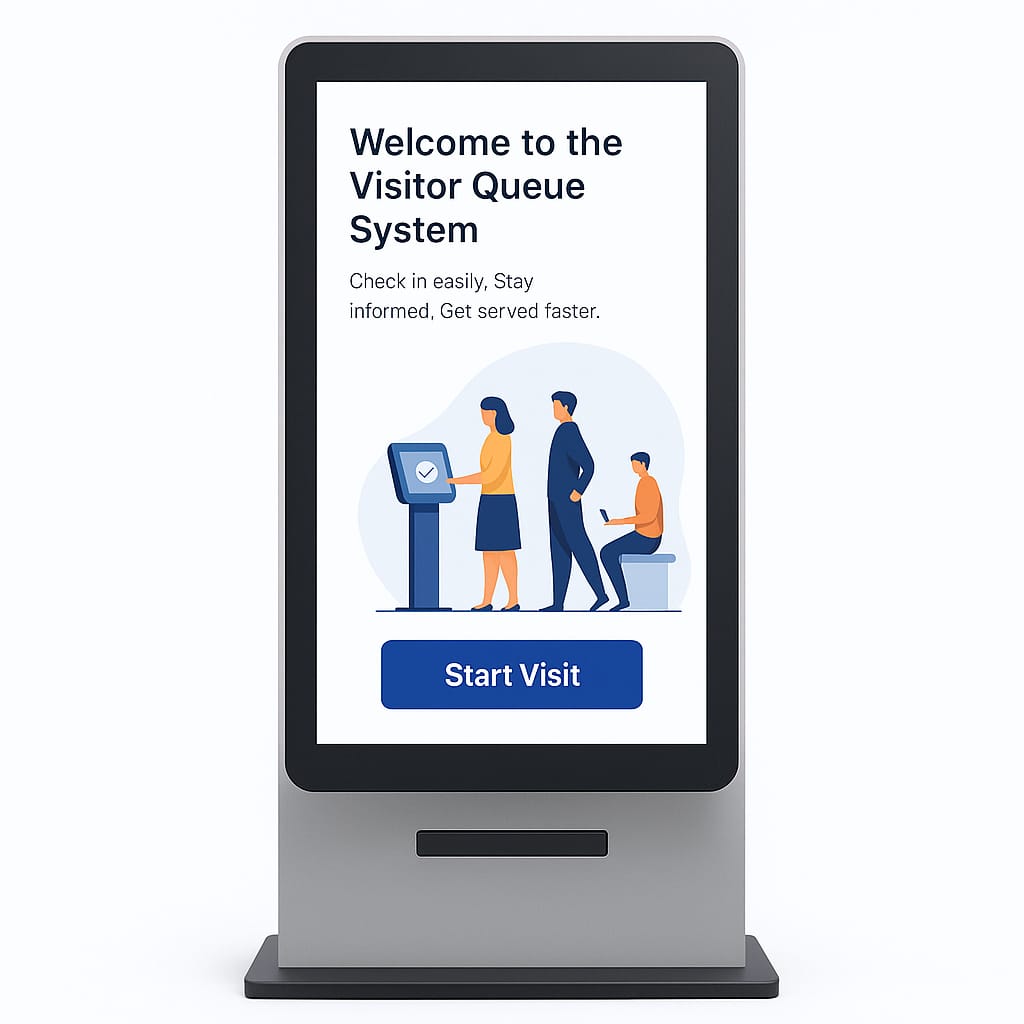 Welcome to the
Visitor Queue
System
Check in easily, Stay
informed, Get served faster.
Start Visit